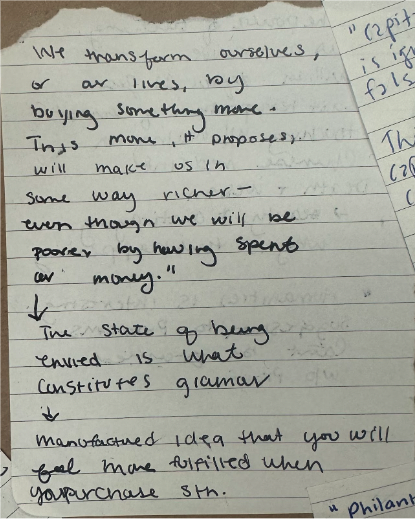 We transform ourselves,
or our lives, by
buying something more.
This more, it proposes,
will make us in
some way richer-
even though we will be
poorer by having spent
our money."
↓
The state of being
envied is what
constitutes glamar
↓
manufactured idea that you will
feel more fulfilled when
you purchase sth.
"Capit
is ig
fals
Th
cap
c
"Philant